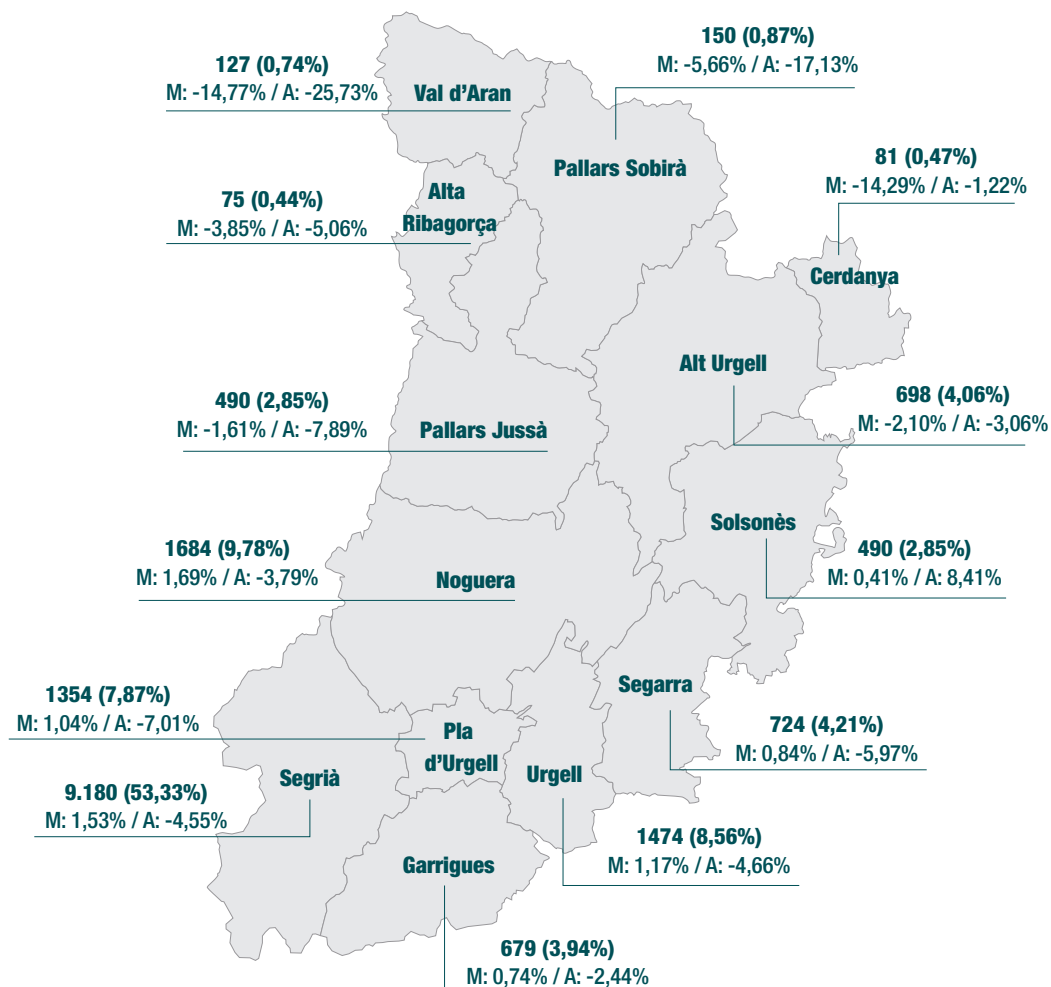 150 (0,87%)
M: -5,66% / A: -17,13%
127 (0,74%)
M: -14,77% / A: -25,73%
Val d’Aran
Pallars Sobirà
81 (0,47%)
M: -14,29% / A: -1,22%
Alta
Ribagorça
75 (0,44%)
M: -3,85% / A: -5,06%
Cerdanya
Alt Urgell
698 (4,06%)
M: -2,10% / A: -3,06%
490 (2,85%)
M: -1,61% / A: -7,89%
Pallars Jussà
Solsonès
490 (2,85%)
M: 0,41% / A: 8,41%
1684 (9,78%)
M: 1,69% / A: -3,79%
Noguera
Segarra
724 (4,21%)
M: 0,84% / A: -5,97%
1354 (7,87%)
M: 1,04% / A: -7,01%
Pla
d’Urgell
Urgell
Segrià
9.180 (53,33%)
M: 1,53% / A: -4,55%
1474 (8,56%)
M: 1,17% / A: -4,66%
Garrigues
679 (3,94%)
M: 0,74% / A: -2,44%